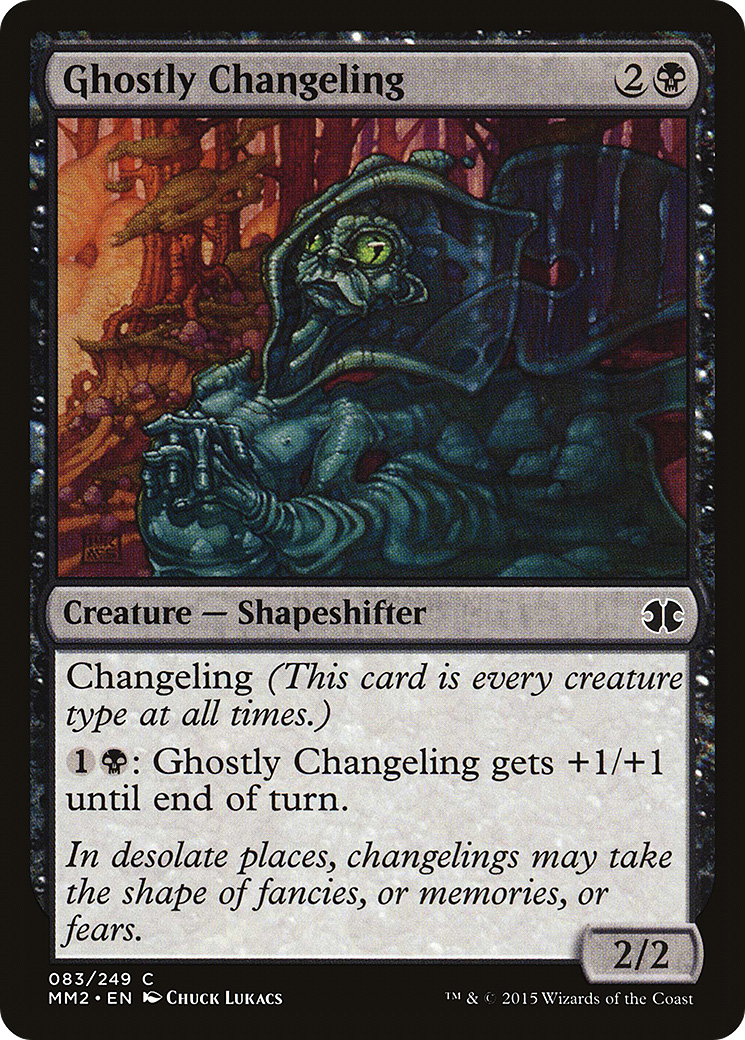 Ghostly Changeling 2
Creature — Shapeshifter
Changeling (This card is every creature
type at all times.)
1: Ghostly Changeling gets +1/+1
until end of turn.
In desolate places, changelings may take
the shape of fancies, or memories, or
fears.
2/2
083/249 C
MM2 • EN Chuck Lukacs
™ & © 2015 Wizards of the Coast